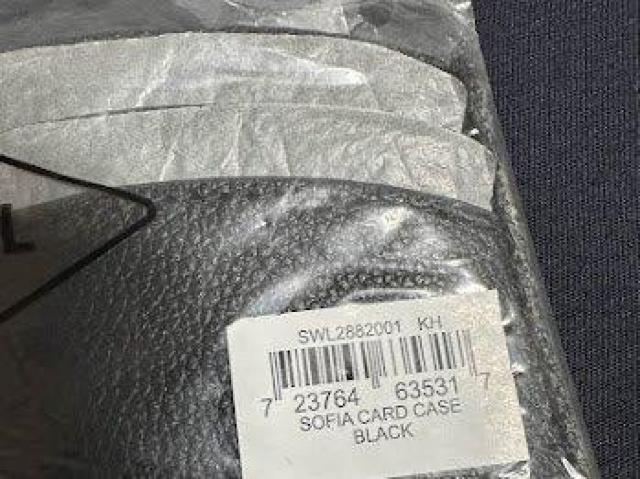 L
SWL2882001 KH
7 23764 63531 7
SOFIA CARD CASE
BLACK